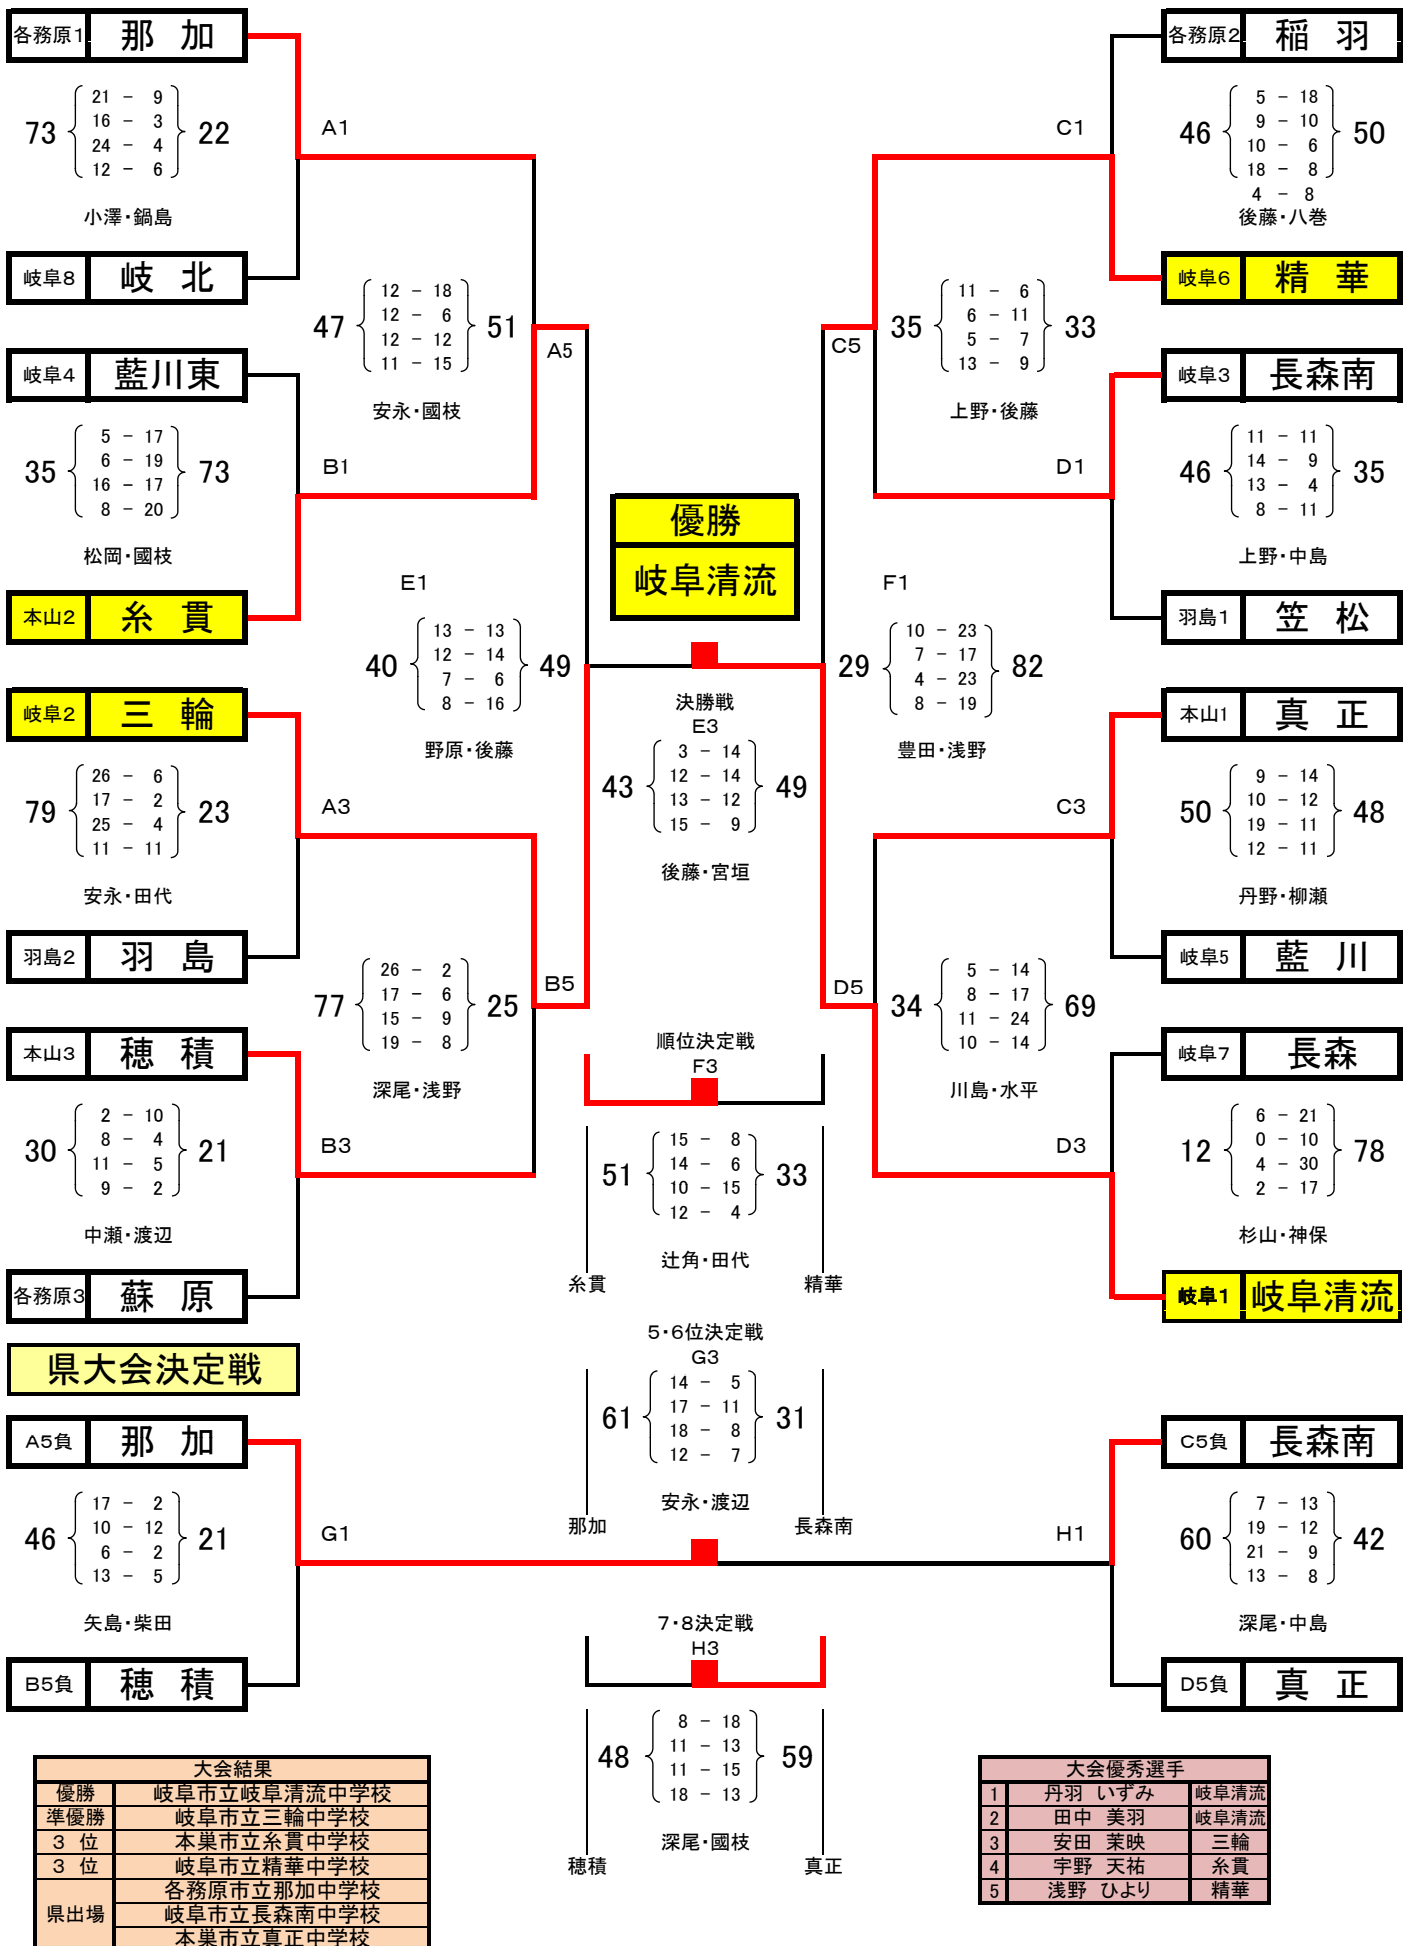 各務原1 那 加
73 22
21 － 9
16 － 3
24 － 4
12 － 6
小澤・鍋島
A1
岐阜8 岐 北
47 51
12 － 18
12 － 6
12 － 12
11 － 15
安永・國枝
A5
岐阜4 藍川東
35 73
5 － 17
6 － 19
16 － 17
8 － 20
松岡・國枝
B1
本山2 糸 貫
E1
40 49
13 － 13
12 － 14
7 － 6
8 － 16
野原・後藤
岐阜2 三 輪
79 23
26 － 6
17 － 2
25 － 4
11 － 11
安永・田代
A3
羽島2 羽 島
77 25
26 － 2
17 － 6
15 － 9
19 － 8
深尾・浅野
B5
本山3 穂 積
30 21
2 － 10
8 － 4
11 － 5
9 － 2
中瀬・渡辺
B3
各務原3 蘇 原
優勝
岐阜清流
決勝戦
E3
43 49
3 － 14
12 － 14
13 － 12
15 － 9
後藤・宮垣
各務原2 稲 羽
46 50
5 － 18
9 － 10
10 － 6
18 － 8
4 － 8
後藤・八巻
C1
岐阜6 精 華
35 33
11 － 6
6 － 11
5 － 7
13 － 9
上野・後藤
C5
岐阜3 長森南
46 35
11 － 11
14 － 9
13 － 4
8 － 11
上野・中島
D1
羽島1 笠 松
F1
29 82
10 － 23
7 － 17
4 － 23
8 － 19
豊田・浅野
本山1 真 正
50 48
9 － 14
10 － 12
19 － 11
12 － 11
丹野・柳瀬
C3
岐阜5 藍 川
34 69
5 － 14
8 － 17
11 － 24
10 － 14
川島・水平
D5
岐阜7 長森
12 78
6 － 21
0 － 10
4 － 30
2 － 17
杉山・神保
D3
岐阜1 岐阜清流
順位決定戦
F3
51 33
15 － 8
14 － 6
10 － 15
12 － 4
辻角・田代
糸貫 精華
5・6位決定戦
G3
61 31
14 － 5
17 － 11
18 － 8
12 － 7
安永・渡辺
那加 長森南
県大会決定戦
A5負 那 加
46 21
17 － 2
10 － 12
6 － 2
13 － 5
矢島・柴田
G1
B5負 穂 積
C5負 長森南
60 42
7 － 13
19 － 12
21 － 9
13 － 8
深尾・中島
H1
D5負 真 正
7・8決定戦
H3
48 59
8 － 18
11 － 13
11 － 15
18 － 13
深尾・國枝
穂積 真正
大会結果
優勝 岐阜市立岐阜清流中学校
準優勝 岐阜市立三輪中学校
3 位 本巣市立糸貫中学校
3 位 岐阜市立精華中学校
県出場 各務原市立那加中学校
岐阜市立長森南中学校
本巣市立真正中学校
大会優秀選手
1 丹羽 いずみ 岐阜清流
2 田中 美羽 岐阜清流
3 安田 茉映 三輪
4 宇野 天祐 糸貫
5 浅野 ひより 精華